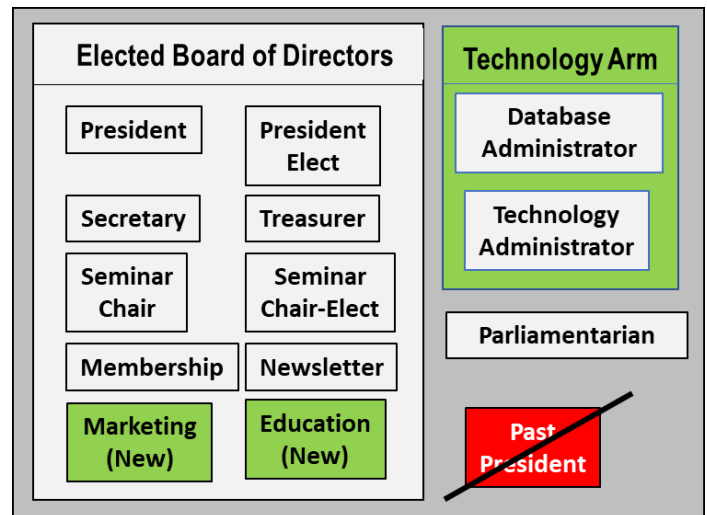 Elected Board of Directors
President
President
Elect
Secretary
Treasurer
Seminar
Chair
Seminar
Chair-Elect
Membership
Newsletter
Marketing
(New)
Education
(New)
Technology Arm
Database
Administrator
Technology
Administrator
Parliamentarian
Past
President